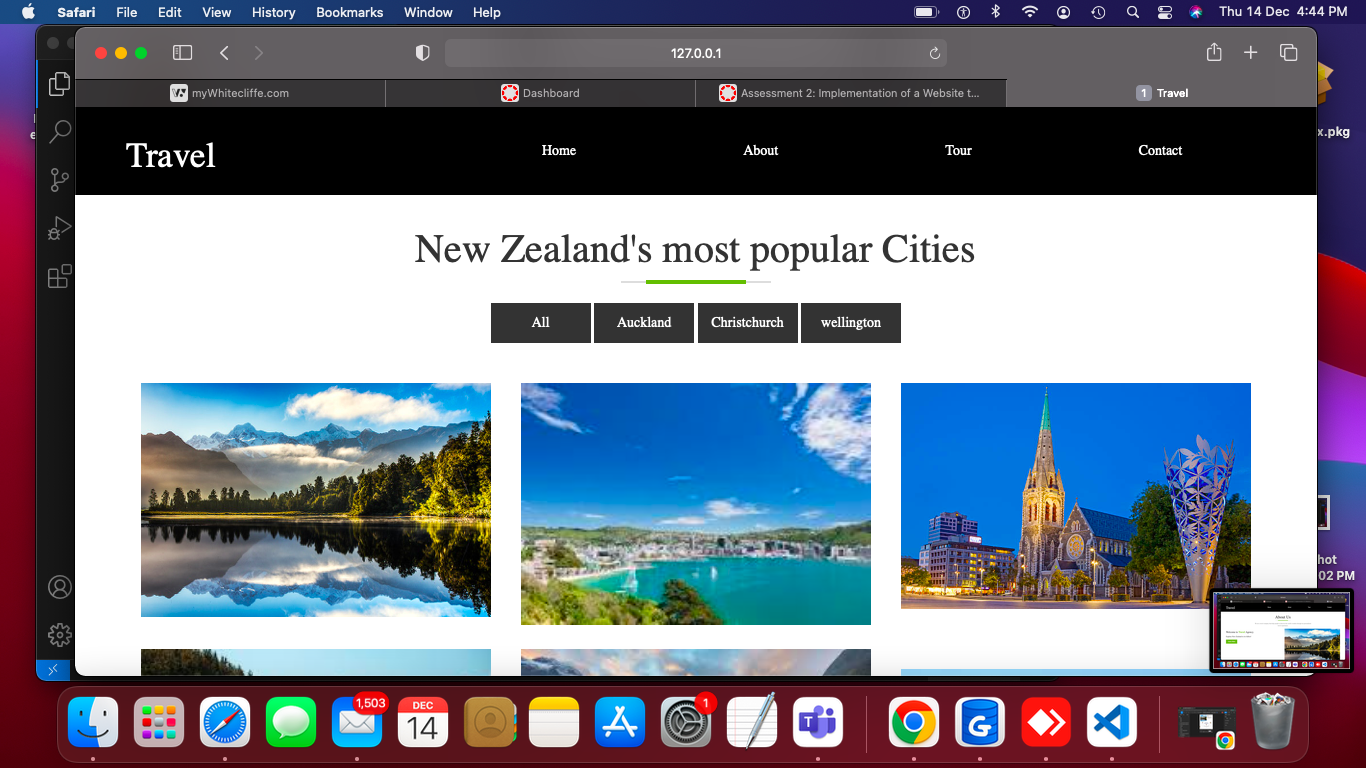 Safari File Edit View History Bookmarks Window Help Thu 14 Dec 4:44 PM
127.0.0.1
myWhitecliffe.com Dashboard Assessment 2: Implementation of a Website t... 1 Travel
x.pkg
Travel Home About Tour Contact
New Zealand's most popular Cities
All Auckland Christchurch wellington
hot
02 PM
About Us
1,503 DEC 14 1